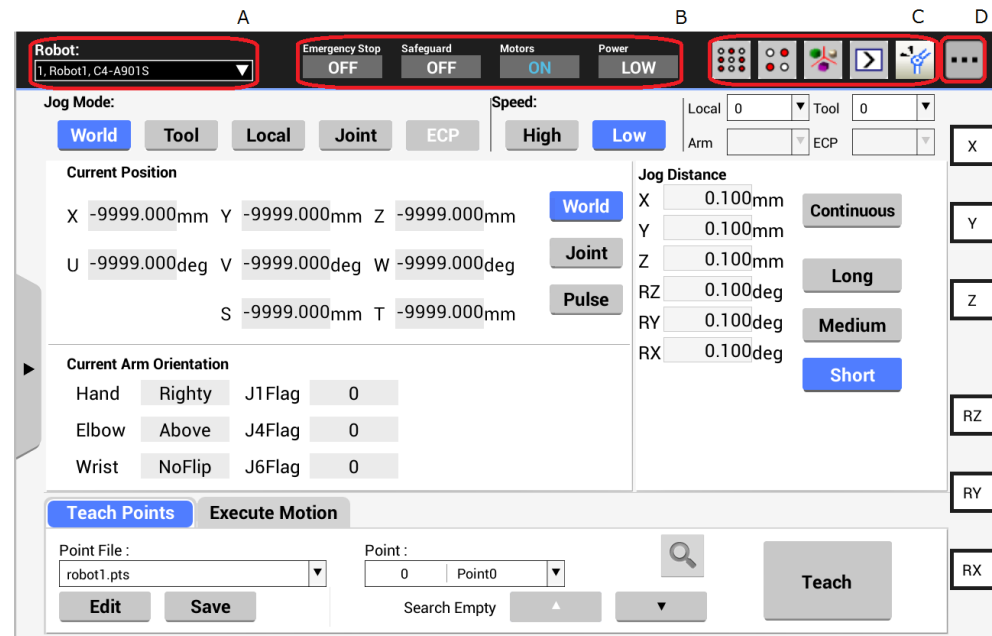 A B C D
Robot: Emergency Stop Safeguard Motors Power
1, Robot1, C4-A901S OFF OFF ON LOW
Jog Mode: Speed: Local 0 Tool 0
World Tool Local Joint ECP High Low Arm ECP
X
Y
Z
RZ
RY
RX
Current Position
X -9999.000mm Y -9999.000mm Z -9999.000mm World
U -9999.000deg V -9999.000deg W -9999.000deg Joint
S -9999.000mm T -9999.000mm Pulse
Jog Distance
X 0.100mm Continuous
Y 0.100mm
Z 0.100mm Long
RZ 0.100deg
RY 0.100deg Medium
RX 0.100deg Short
Current Arm Orientation
Hand Righty J1Flag 0
Elbow Above J4Flag 0
Wrist NoFlip J6Flag 0
Teach Points Execute Motion
Point File : Point :
robot1.pts 0 Point0 Teach
Edit Save Search Empty